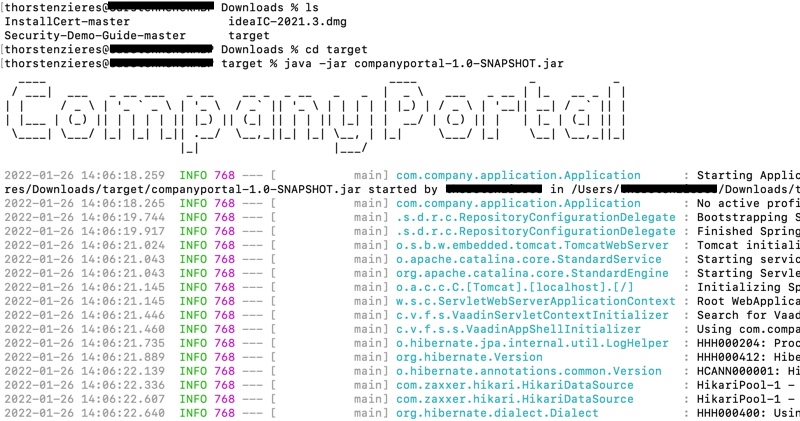 [thorstenzieres@ Downloads % ls
InstallCert-master ideaIC-2021.3.dmg
Security-Demo-Guide-master target
[thorstenzieres@ Downloads % cd target
[thorstenzieres@ target % java -jar companyportal-1.0-SNAPSHOT.jar
CompanyPortal
2022-01-26 14:06:18.259 INFO 768 --- [ main] com.company.application.Application : Starting Applic
res/Downloads/target/companyportal-1.0-SNAPSHOT.jar started by in /Users/ /Downloads/t
2022-01-26 14:06:18.265 INFO 768 --- [ main] com.company.application.Application : No active profi
2022-01-26 14:06:19.744 INFO 768 --- [ main] .s.d.r.c.RepositoryConfigurationDelegate : Bootstrapping S
2022-01-26 14:06:19.917 INFO 768 --- [ main] .s.d.r.c.RepositoryConfigurationDelegate : Finished Spring
2022-01-26 14:06:21.024 INFO 768 --- [ main] o.s.b.w.embedded.tomcat.TomcatWebServer : Tomcat initiali
2022-01-26 14:06:21.043 INFO 768 --- [ main] o.apache.catalina.core.StandardService : Starting servic
2022-01-26 14:06:21.043 INFO 768 --- [ main] org.apache.catalina.core.StandardEngine : Starting Servle
2022-01-26 14:06:21.145 INFO 768 --- [ main] o.a.c.c.C.[Tomcat].[localhost].[/] : Initializing Sp
2022-01-26 14:06:21.145 INFO 768 --- [ main] w.s.c.ServletWebServerApplicationContext : Root WebApplica
2022-01-26 14:06:21.446 INFO 768 --- [ main] c.v.f.s.VaadinServletContextInitializer : Search for Vaad
2022-01-26 14:06:21.460 INFO 768 --- [ main] c.v.f.s.s.VaadinAppShellInitializer : Using com.compa
2022-01-26 14:06:21.735 INFO 768 --- [ main] o.hibernate.jpa.internal.util.LogHelper : HHH000204: Proc
2022-01-26 14:06:21.889 INFO 768 --- [ main] org.hibernate.Version : HHH000412: Hibe
2022-01-26 14:06:22.139 INFO 768 --- [ main] o.hibernate.annotations.common.Version : HCANN000001: Hi
2022-01-26 14:06:22.336 INFO 768 --- [ main] com.zaxxer.hikari.HikariDataSource : HikariPool-1 -
2022-01-26 14:06:22.607 INFO 768 --- [ main] com.zaxxer.hikari.HikariDataSource : HikariPool-1 -
2022-01-26 14:06:22.640 INFO 768 --- [ main] org.hibernate.dialect.Dialect : HHH000400: Usin